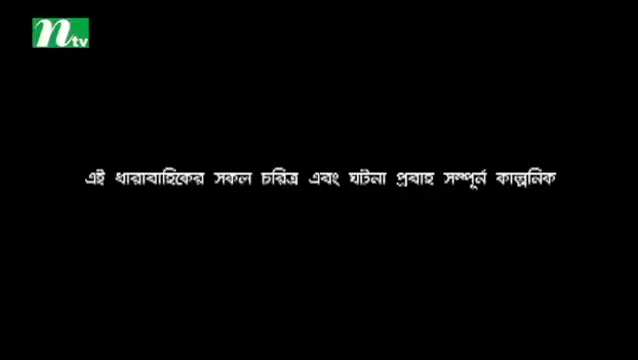 ntv
এই ধারাবাহিকের সকল চরিত্র এবং ঘটনা প্রবাহ সম্পূর্ন কাল্পনিক